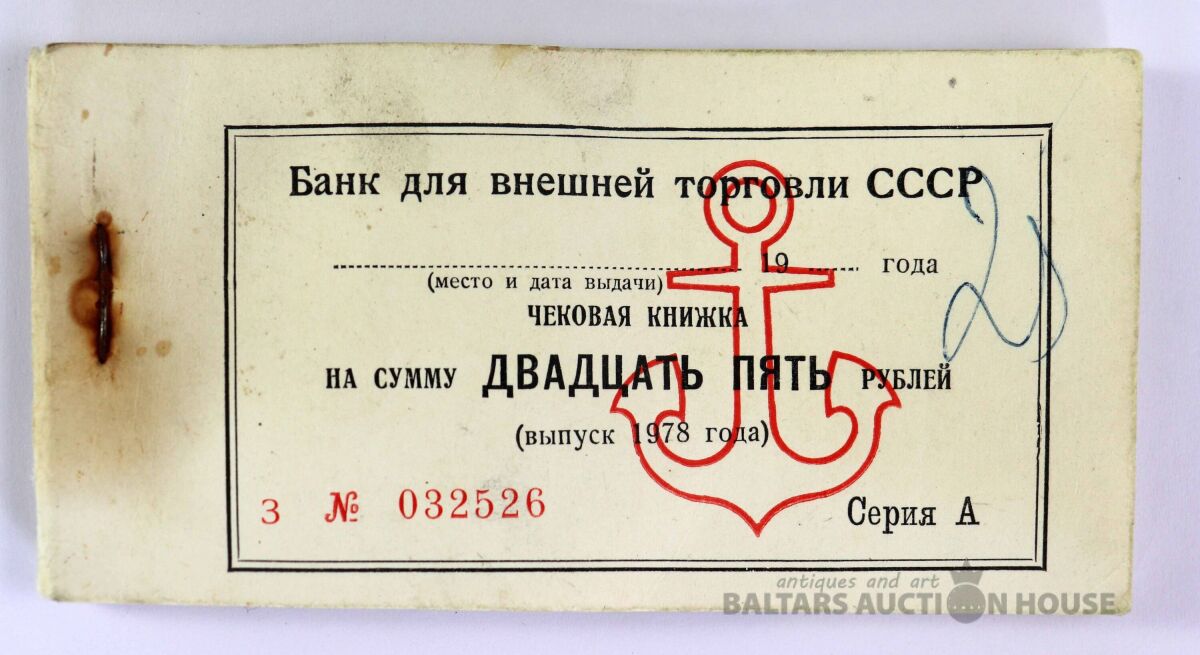 Банк для внешней торговли СССР
19 года
(место и дата выдачи)
ЧЕКОВАЯ КНИЖКА
НА СУММУ ДВАДЦАТЬ ПЯТЬ РУБЛЕЙ
(выпуск 1978 года)
З № 032526
Серия А
antiques and art
BALTARS AUCTION HOUSE